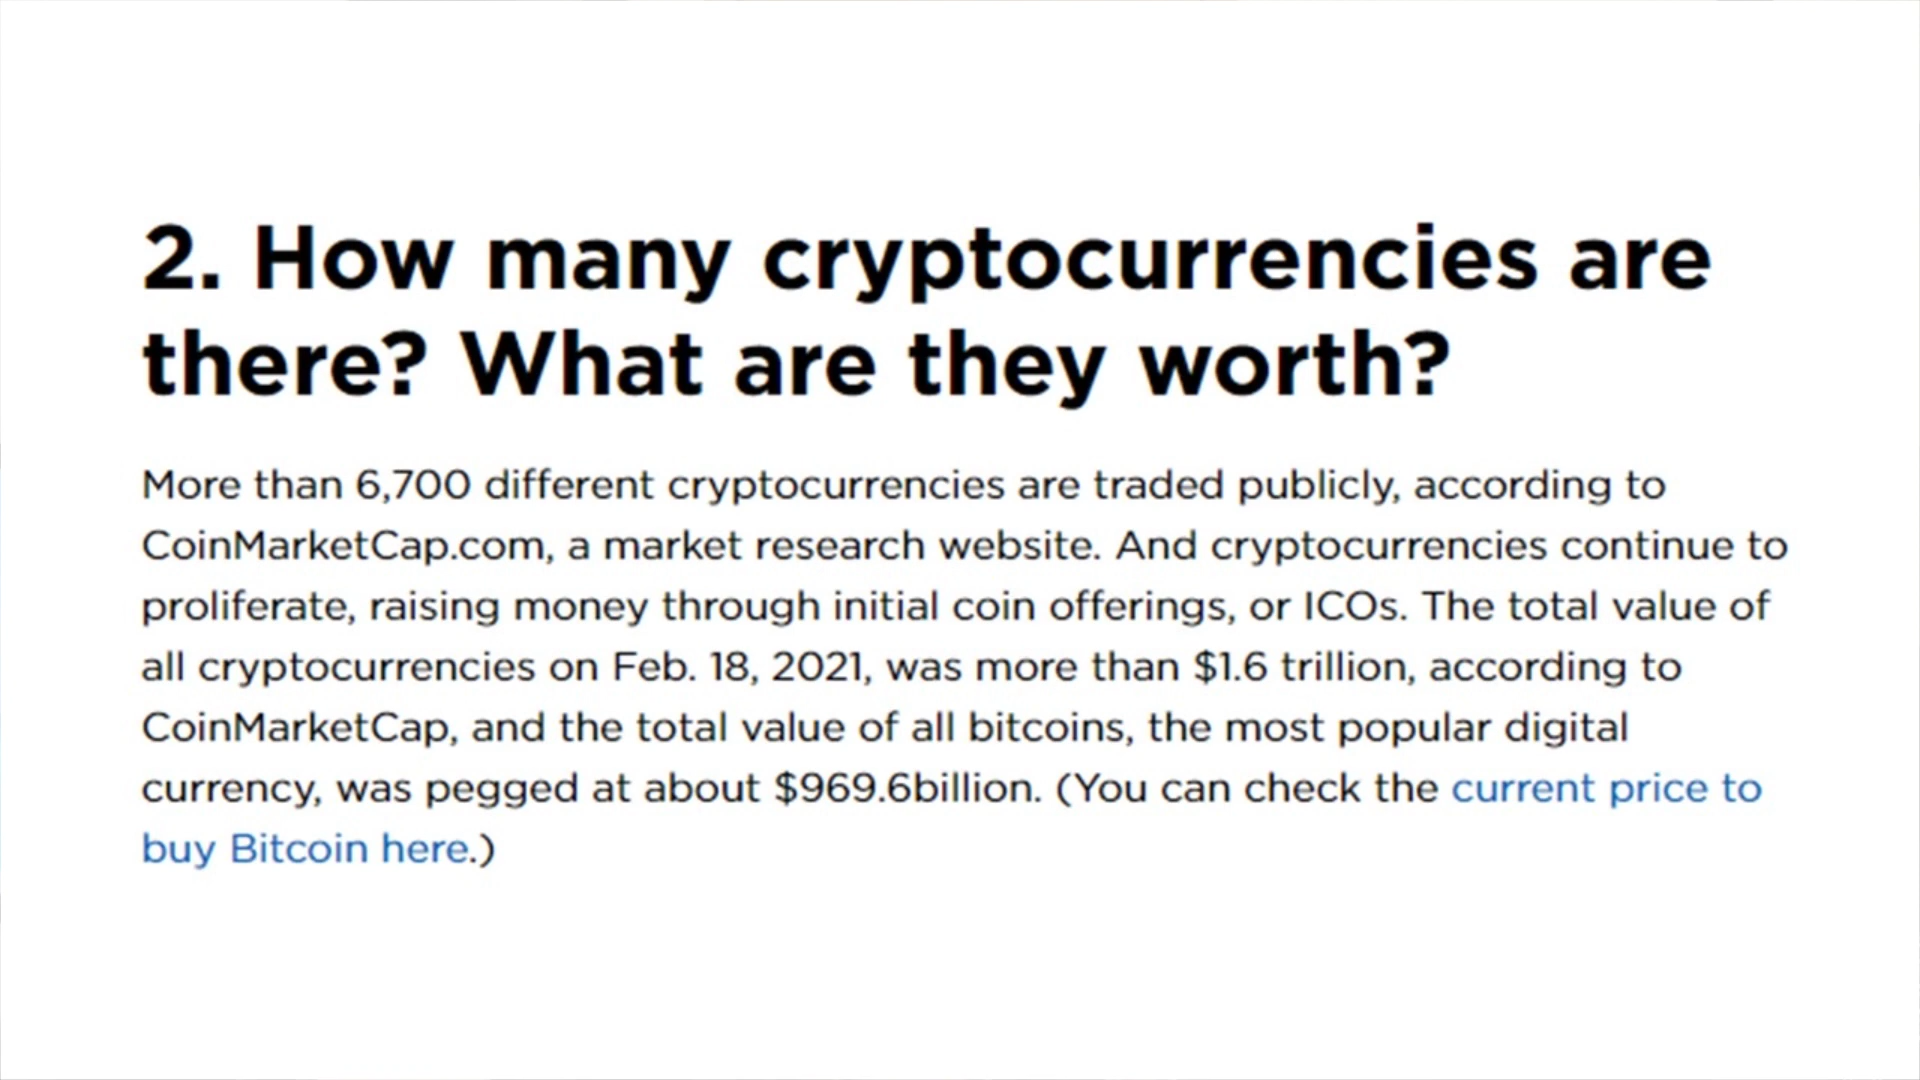 2. How many cryptocurrencies are
there? What are they worth?
More than 6,700 different cryptocurrencies are traded publicly, according to
CoinMarketCap.com, a market research website. And cryptocurrencies continue to
proliferate, raising money through initial coin offerings, or ICOs. The total value of
all cryptocurrencies on Feb. 18, 2021, was more than $1.6 trillion, according to
CoinMarketCap, and the total value of all bitcoins, the most popular digital
currency, was pegged at about $969.6billion. (You can check the current price to
buy Bitcoin here.)